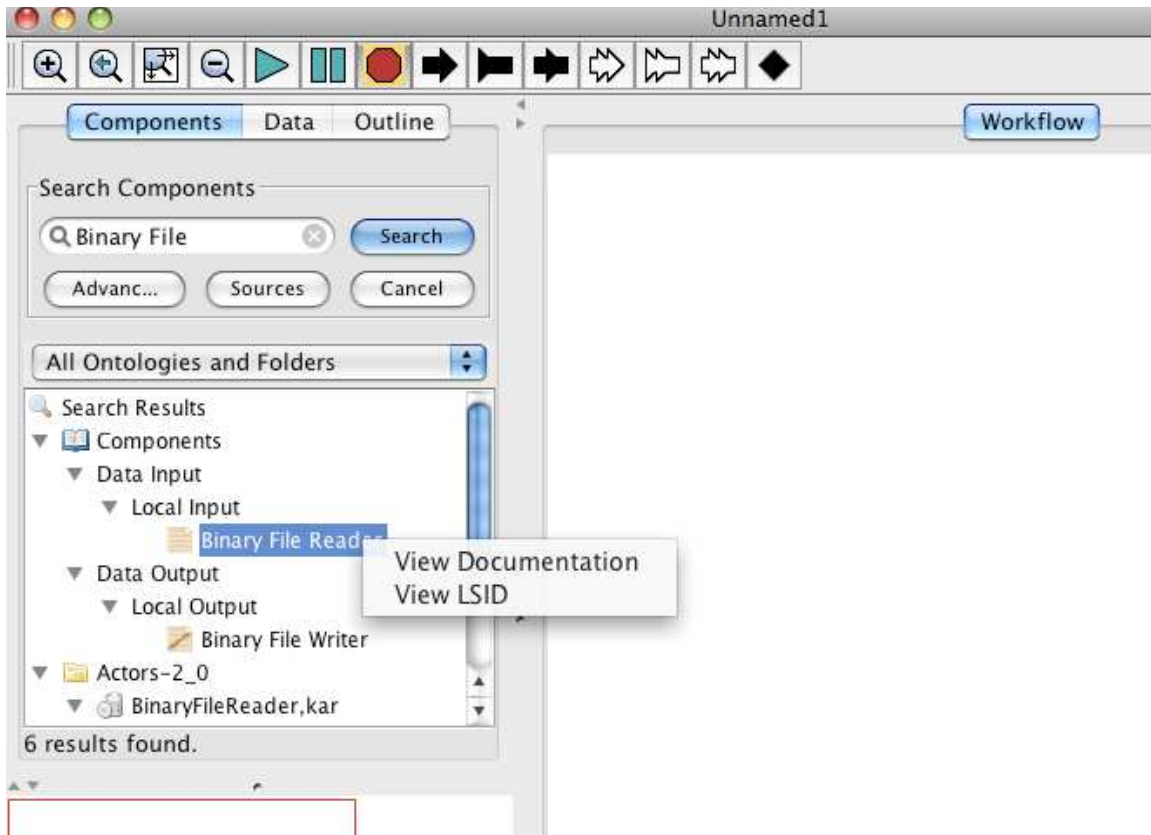 Unnamed1
Components Data Outline
Workflow
Search Components
Binary File
Search
Advanc... Sources Cancel
All Ontologies and Folders
Search Results
Components
Data Input
Local Input
Binary File Reader
View Documentation
View LSID
Data Output
Local Output
Binary File Writer
Actors-2_0
BinaryFileReader,kar
6 results found.